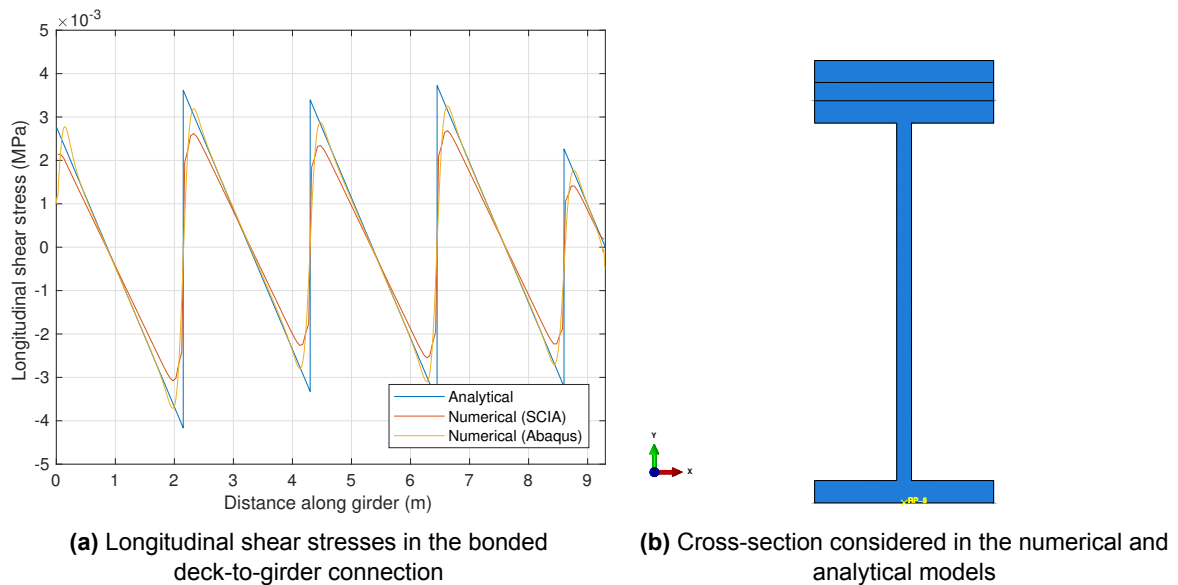 ×10-3
5
4
3
2
1
0
-1
-2
-3
-4
-5
Longitudinal shear stress (MPa)
0 1 2 3 4 5 6 7 8 9
Distance along girder (m)
Analytical
Numerical (SCIA)
Numerical (Abaqus)
(a) Longitudinal shear stresses in the bonded
deck-to-girder connection
Y
X
(b) Cross-section considered in the numerical and
analytical models